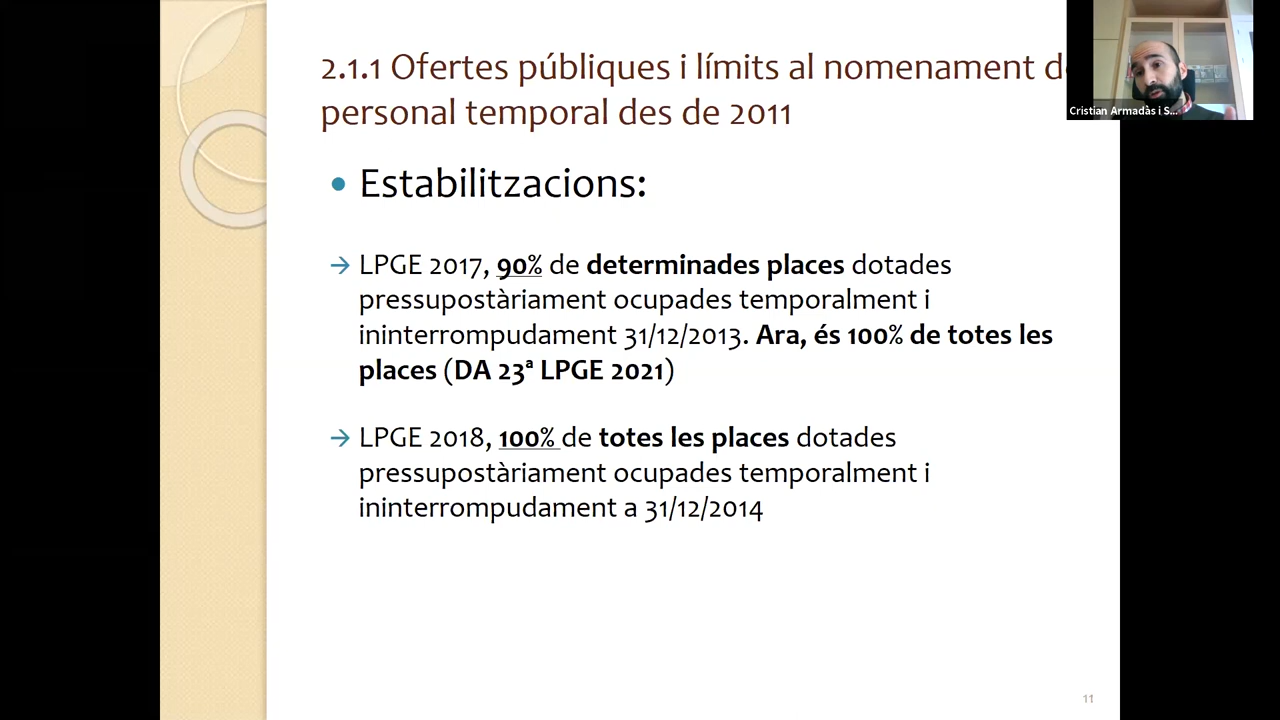 2.1.1 Ofertes públiques i límits al nomenament de
personal temporal des de 2011
• Estabilitzacions:
→ LPGE 2017, 90% de determinades places dotades
pressupostàriament ocupades temporalment i
ininterrompudament 31/12/2013. Ara, és 100% de totes les
places (DA 23ª LPGE 2021)
→ LPGE 2018, 100% de totes les places dotades
pressupostàriament ocupades temporalment i
ininterrompudament a 31/12/2014
Cristian Armadàs i S...
11